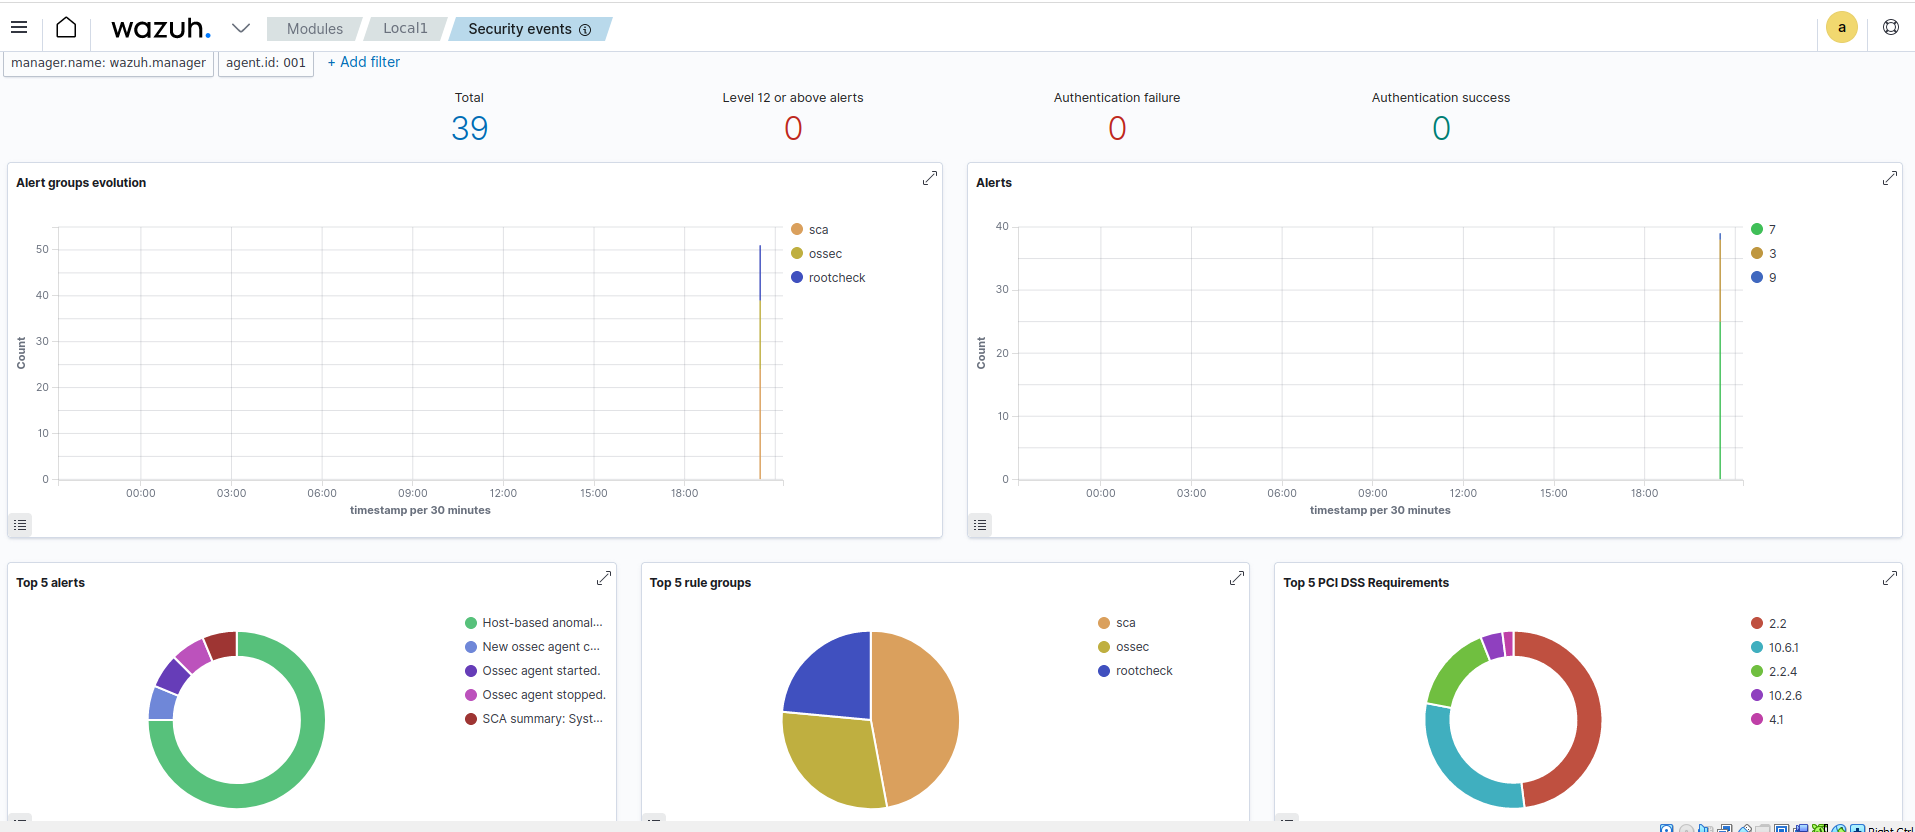 wazuh.
Modules
Local1
Security events
a
manager.name: wazuh.manager
agent.id: 001
+ Add filter
Total
39
Level 12 or above alerts
0
Authentication failure
0
Authentication success
0
Alert groups evolution
50
40
30
20
10
0
Count
00:00
03:00
06:00
09:00
12:00
15:00
18:00
timestamp per 30 minutes
sca
ossec
rootcheck
Alerts
40
30
20
10
0
Count
00:00
03:00
06:00
09:00
12:00
15:00
18:00
timestamp per 30 minutes
7
3
9
Top 5 alerts
Host-based anomal...
New ossec agent c...
Ossec agent started.
Ossec agent stopped.
SCA summary: Syst...
Top 5 rule groups
sca
ossec
rootcheck
Top 5 PCI DSS Requirements
2.2
10.6.1
2.2.4
10.2.6
4.1
Right Ctrl